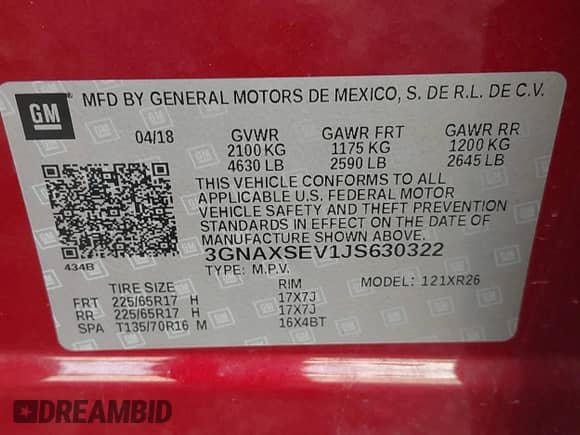 GM ® MFD BY GENERAL MOTORS DE MEXICO, S. DE R.L. DE C.V.
04/18 GVWR GAWR FRT GAWR RR
2100 KG 1175 KG 1200 KG
4630 LB 2590 LB 2645 LB
THIS VEHICLE CONFORMS TO ALL
APPLICABLE U.S. FEDERAL MOTOR
VEHICLE SAFETY AND THEFT PREVENTION
STANDARDS IN EFFECT ON THE DATE OF
MANUFACTURE SHOWN ABOVE.
3GNAXSEV1JS630322
434B TYPE: M.P.V. MODEL: 121XR26
TIRE SIZE RIM
FRT 225/65R17 H 17X7J
RR 225/65R17 H 17X7J
SPA T135/70R16 M 16X4BT
DREAMBID